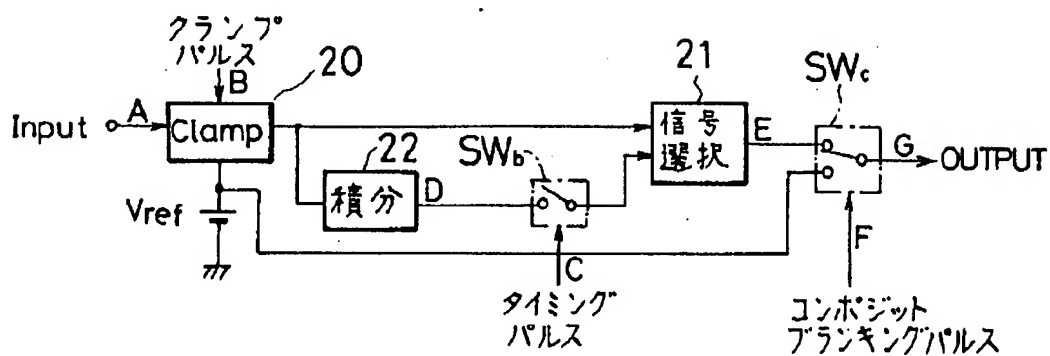 クランプ
パルス
B
20
21
SWc
Input
A
Clamp
22
積分
D
SWb
信号
選択
E
G
OUTPUT
Vref
C
F
タイミング
パルス
コンポジット
ブランキングパルス